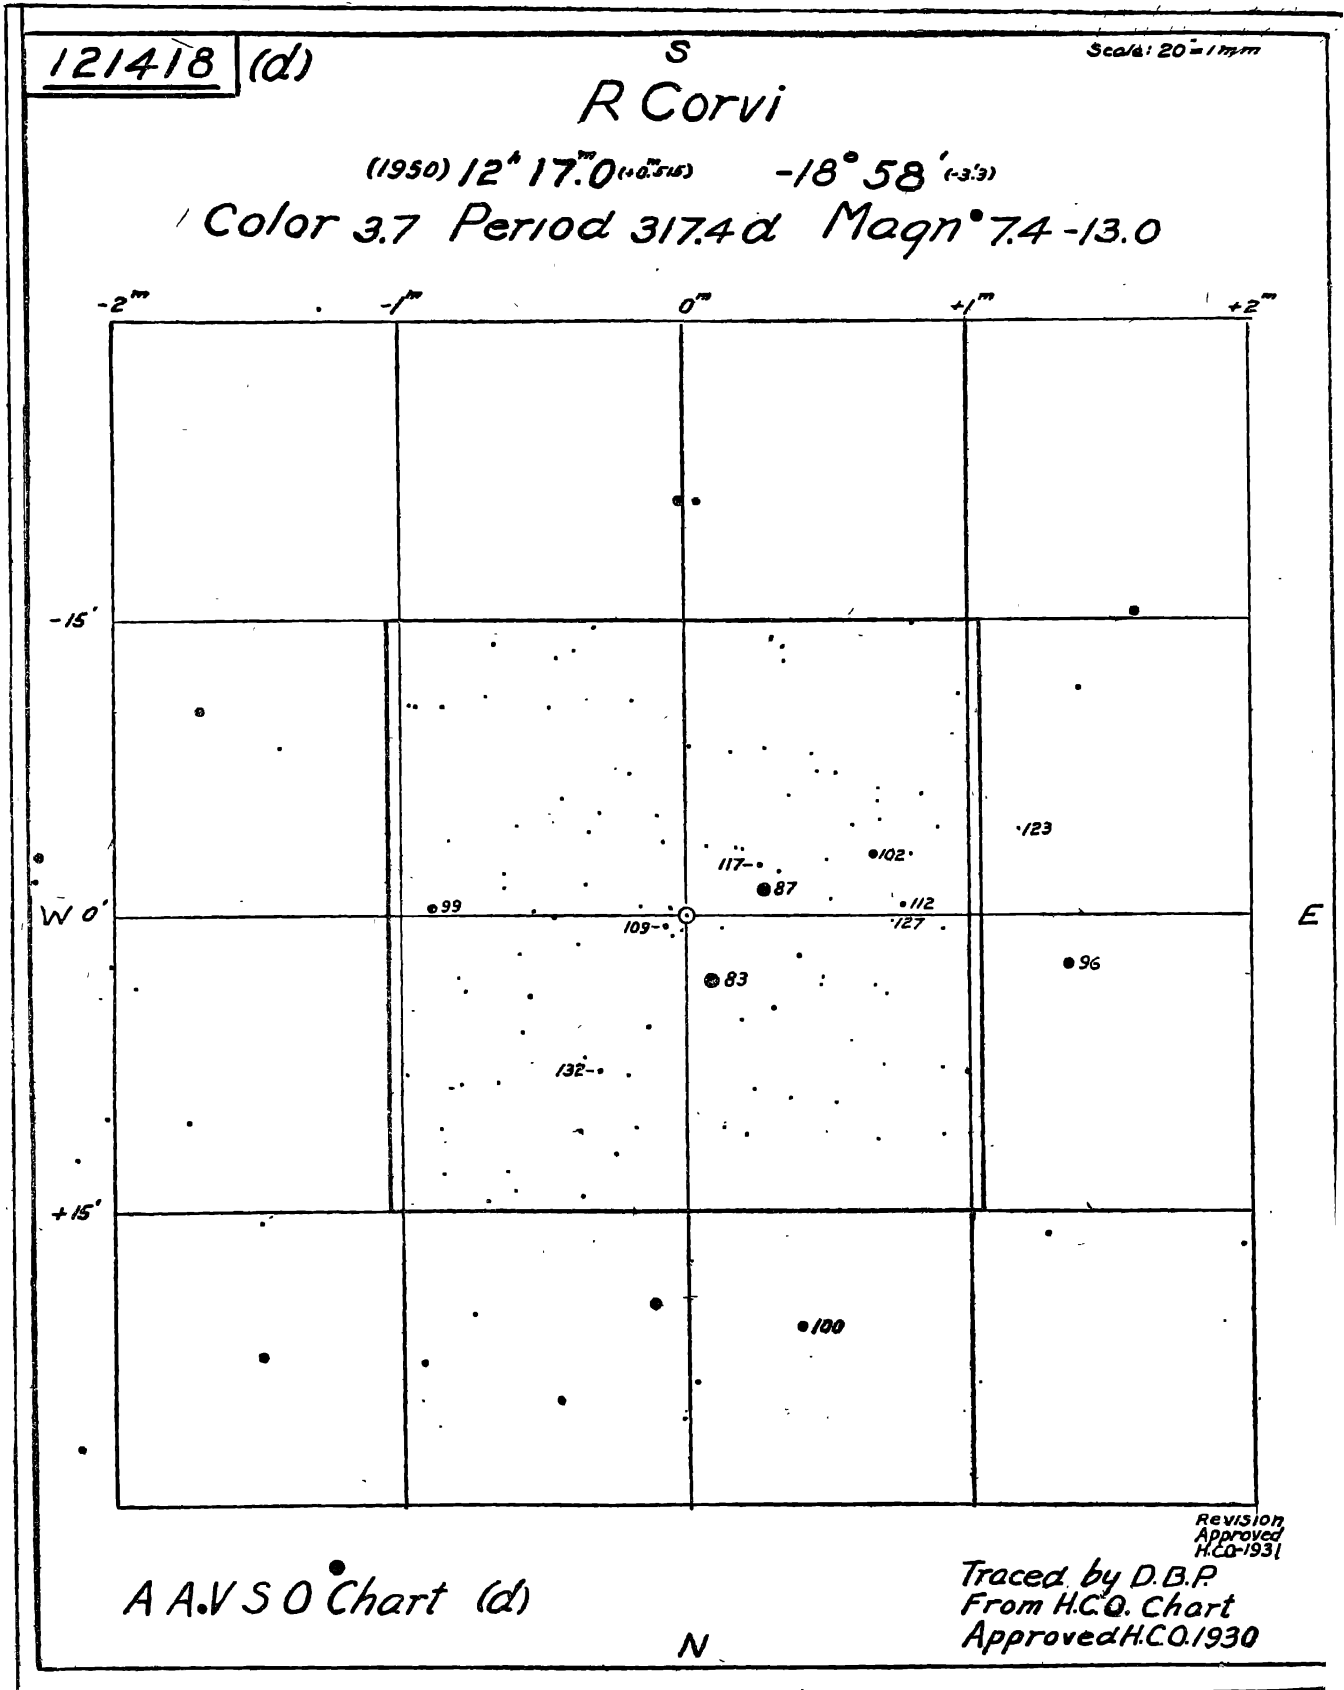 121418 (d)
S
Scale: 20"=1mm
R Corvi
(1950) 12ʰ 17ᵐ.0 (+0ᵐ.515) -18° 58′ (-3′.3)
Color 3.7 Period 317.4d Magn 7.4-13.0
-2ᵐ -1ᵐ 0ᵐ +1ᵐ +2ᵐ
-15′
123
102
117
87
99
112
W 0′
E
109
127
96
83
132
+15′
100
Revision
Approved
H.C.O-1931
A A.V S O Chart (d)
Traced by D.B.P.
From H.C.O. Chart
Approved H.C.O.1930
N